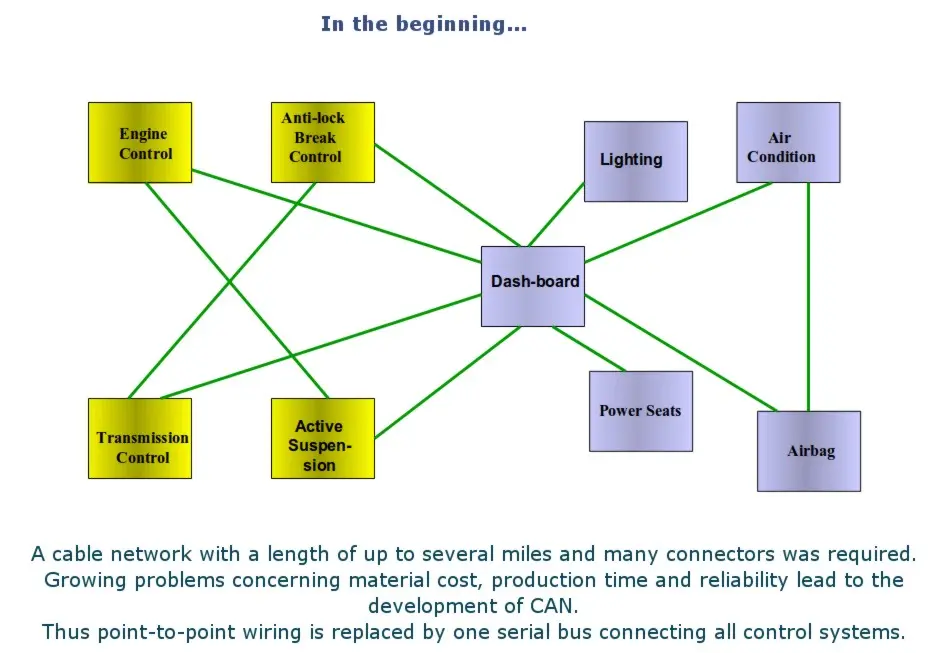 In the beginning...
Engine
Control
Anti-lock
Break
Control
Lighting
Air
Condition
Dash-board
Transmission
Control
Active
Suspen-
sion
Power Seats
Airbag
A cable network with a length of up to several miles and many connectors was required.
Growing problems concerning material cost, production time and reliability lead to the
development of CAN.
Thus point-to-point wiring is replaced by one serial bus connecting all control systems.